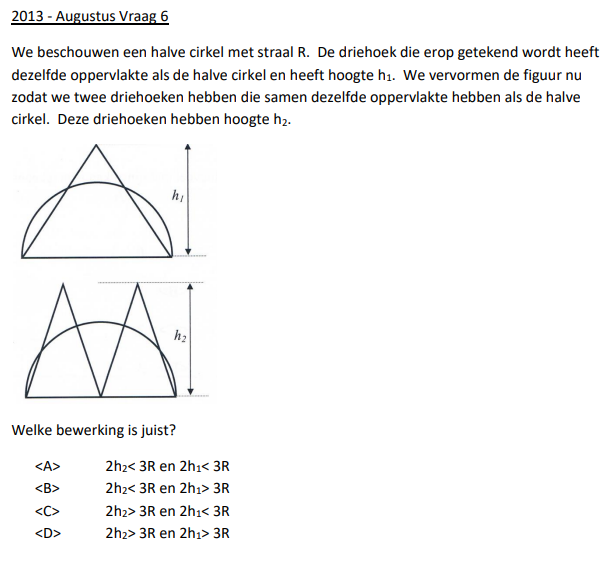 2013 - Augustus Vraag 6
We beschouwen een halve cirkel met straal R.  De driehoek die erop getekend wordt heeft
dezelfde oppervlakte als de halve cirkel en heeft hoogte h₁.  We vervormen de figuur nu
zodat we twee driehoeken hebben die samen dezelfde oppervlakte hebben als de halve
cirkel.  Deze driehoeken hebben hoogte h₂.
h₁
h₂
Welke bewerking is juist?
<A> 2h₂< 3R en 2h₁< 3R
<B> 2h₂< 3R en 2h₁> 3R
<C> 2h₂> 3R en 2h₁< 3R
<D> 2h₂> 3R en 2h₁> 3R